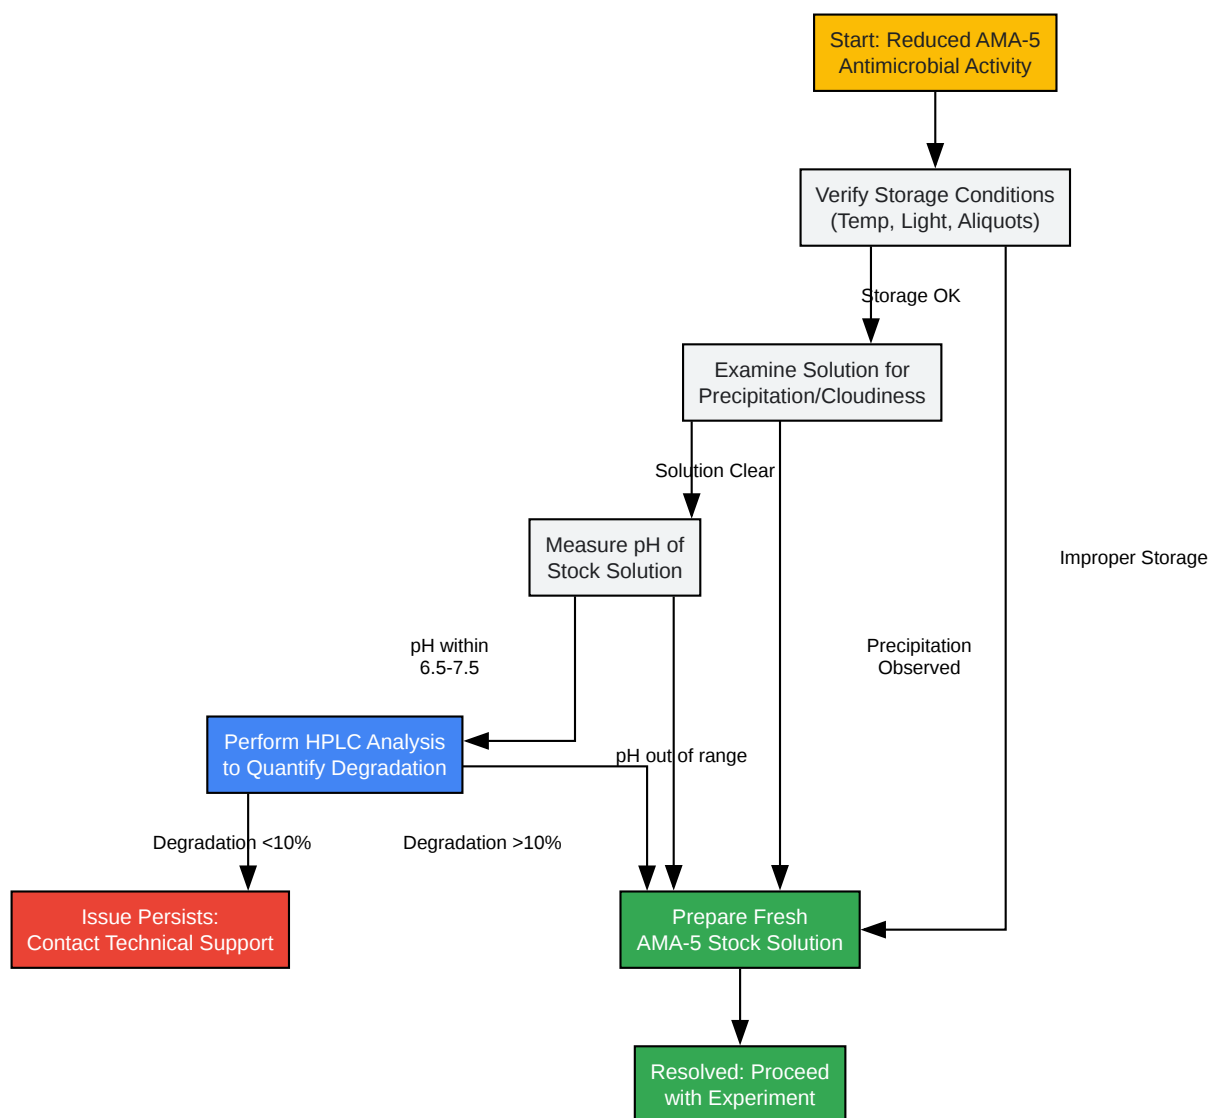 Start: Reduced AMA-5
Antimicrobial Activity
Verify Storage Conditions
(Temp, Light, Aliquots)
Storage OK
Examine Solution for
Precipitation/Cloudiness
Solution Clear
Measure pH of
Stock Solution
Improper Storage
pH within
6.5-7.5
Precipitation
Observed
Perform HPLC Analysis
to Quantify Degradation
pH out of range
Degradation <10%
Degradation >10%
Issue Persists:
Contact Technical Support
Prepare Fresh
AMA-5 Stock Solution
Resolved: Proceed
with Experiment